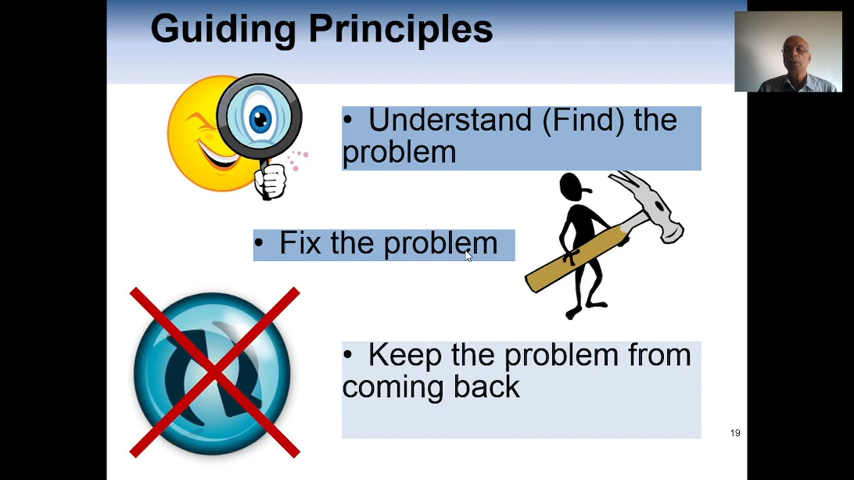 Guiding Principles
• Understand (Find) the
problem
• Fix the problem
• Keep the problem from
coming back
19